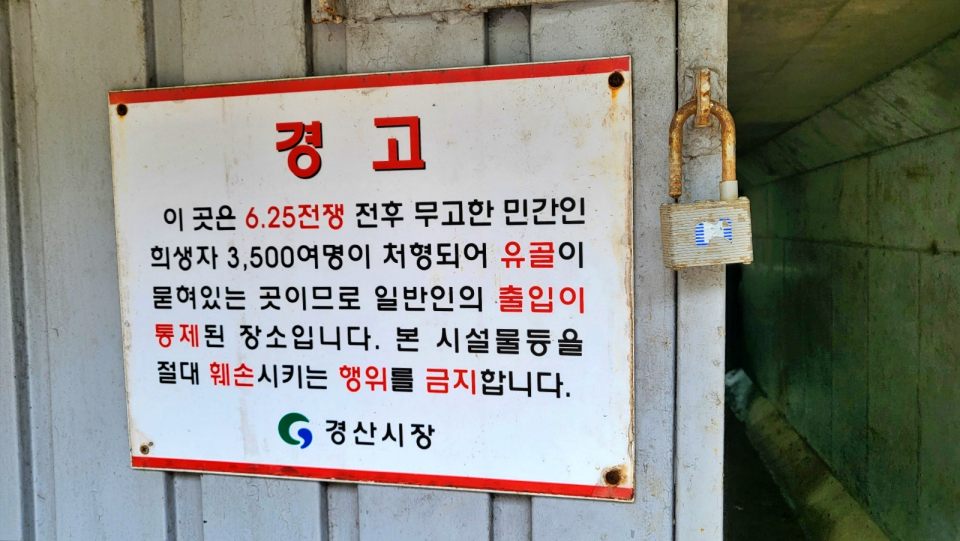 경 고
이 곳은 6.25전쟁 전후 무고한 민간인
희생자 3,500여명이 처형되어 유골이
묻혀있는 곳이므로 일반인의 출입이
통제된 장소입니다. 본 시설물등을
절대 훼손시키는 행위를 금지합니다.
경산시장